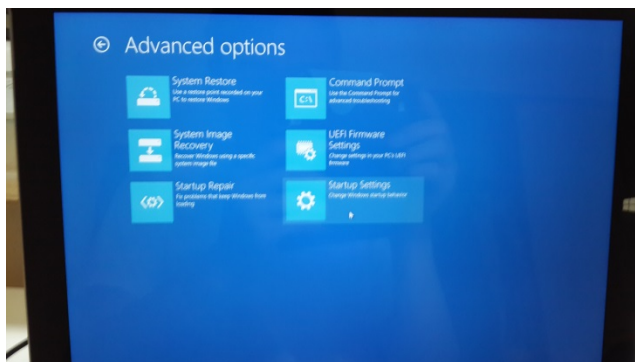 Advanced options
System Restore
Use a restore point recorded on your
PC to restore Windows
System Image
Recovery
Recover Windows using a specific
system image file
Startup Repair
Fix problems that keep Windows from
loading
Command Prompt
Use the Command Prompt for
advanced troubleshooting
C:\
UEFI Firmware
Settings
Change settings in your PC's UEFI
firmware
Startup Settings
Change Windows startup behavior